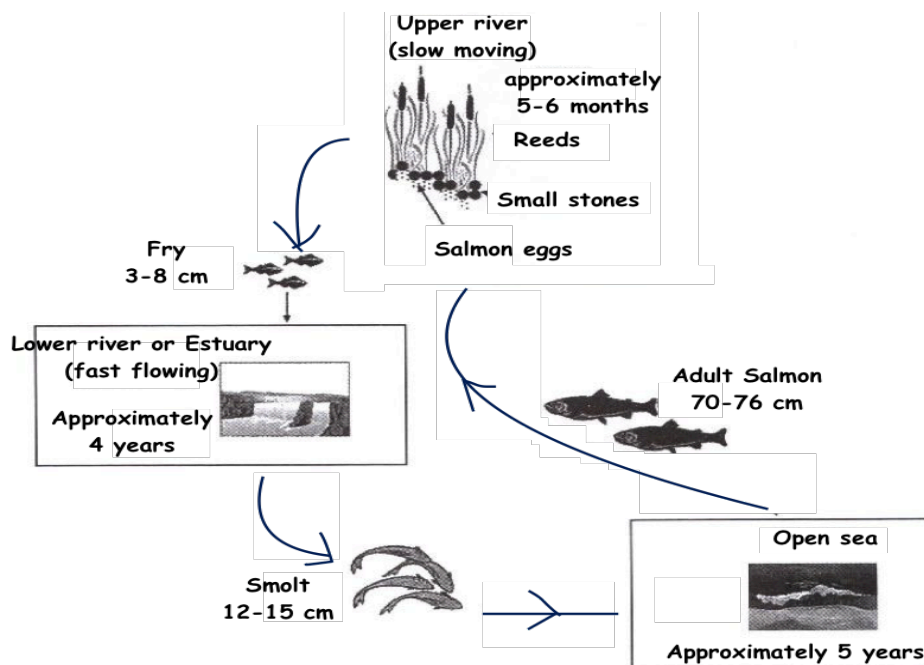 Upper river
(slow moving)
approximately
5-6 months
Reeds
Small stones
Salmon eggs
Fry
3-8 cm
Lower river or Estuary
(fast flowing)
Approximately
4 years
Adult Salmon
70-76 cm
Smolt
12-15 cm
Open sea
Approximately 5 years